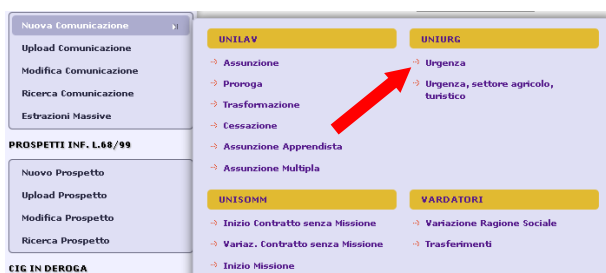 Nuova Comunicazione
Upload Comunicazione
Modifica Comunicazione
Ricerca Comunicazione
Estrazioni Massive
PROSPETTI INF. L.68/99
Nuovo Prospetto
Upload Prospetto
Modifica Prospetto
Ricerca Prospetto
CIG IN DEROGA
UNILAV
Assunzione
Proroga
Trasformazione
Cessazione
Assunzione Apprendista
Assunzione Multipla
UNIURG
Urgenza
Urgenza, settore agricolo,
turistico
UNISOMM
Inizio Contratto senza Missione
Variaz. Contratto senza Missione
Inizio Missione
VARDATORI
Variazione Ragione Sociale
Trasferimenti